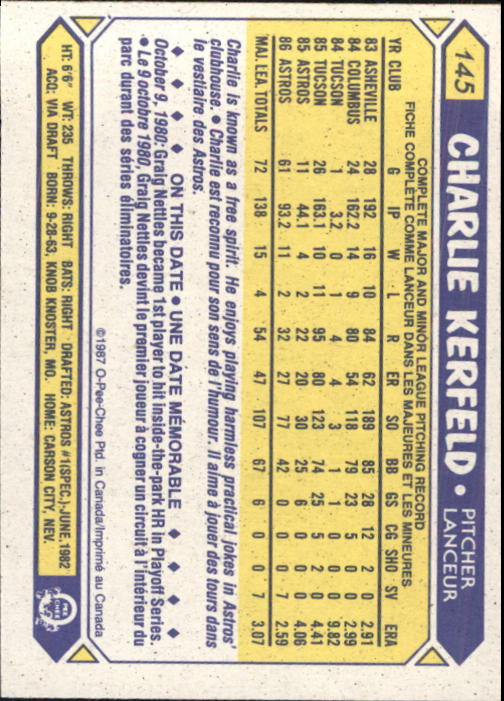 145 CHARLIE KERFELD • PITCHER
LANCEUR
COMPLETE MAJOR AND MINOR LEAGUE PITCHING RECORD
FICHE COMPLÈTE COMME LANCEUR DANS LES MAJEURES ET LES MINEURES
YR CLUB G IP W L R ER SO BB GS CG SHO SV ERA
83 ASHEVILLE 28 192 16 10 84 62 189 85 28 12 2 0 2.91
84 COLUMBUS 24 162.2 14 9 80 54 118 79 23 5 0 0 2.99
84 TUCSON 1 3.2 0 1 4 4 3 1 1 0 0 0 9.82
85 TUCSON 26 163.1 10 11 95 80 123 74 25 5 2 0 4.41
85 ASTROS 11 44.1 4 2 22 20 30 25 6 0 0 0 4.06
86 ASTROS 61 93.2 11 2 32 27 77 42 0 0 0 7 2.59
MAJ. LEA. TOTALS 72 138 15 4 54 47 107 67 6 0 0 7 3.07
Charlie is known as a free spirit. He enjoys playing harmless practical jokes in Astros'
clubhouse. • Charlie est reconnu pour son sens de l'humour. Il aime à jouer des tours dans
le vestiaire des Astros.
♦ ♦ ♦ ♦ ON THIS DATE • UNE DATE MÉMORABLE ♦ ♦ ♦ ♦
October 9, 1980: Graig Nettles became 1st player to hit inside-the-park HR in Playoff Series.
• Le 9 octobre 1980, Graig Nettles devint le premier joueur à cogner un circuit à l'intérieur du
parc durant des séries éliminatoires.
©1987 O-Pee-Chee Ptd. in Canada/Imprimé au Canada
HT: 6'6" WT: 235 THROWS: RIGHT BATS: RIGHT DRAFTED: ASTROS #1(SPEC.)-JUNE, 1982
ACQ: VIA DRAFT BORN: 9-28-63, KNOB KNOSTER, MO. HOME: CARSON CITY, NEV.
O PEE CHEE